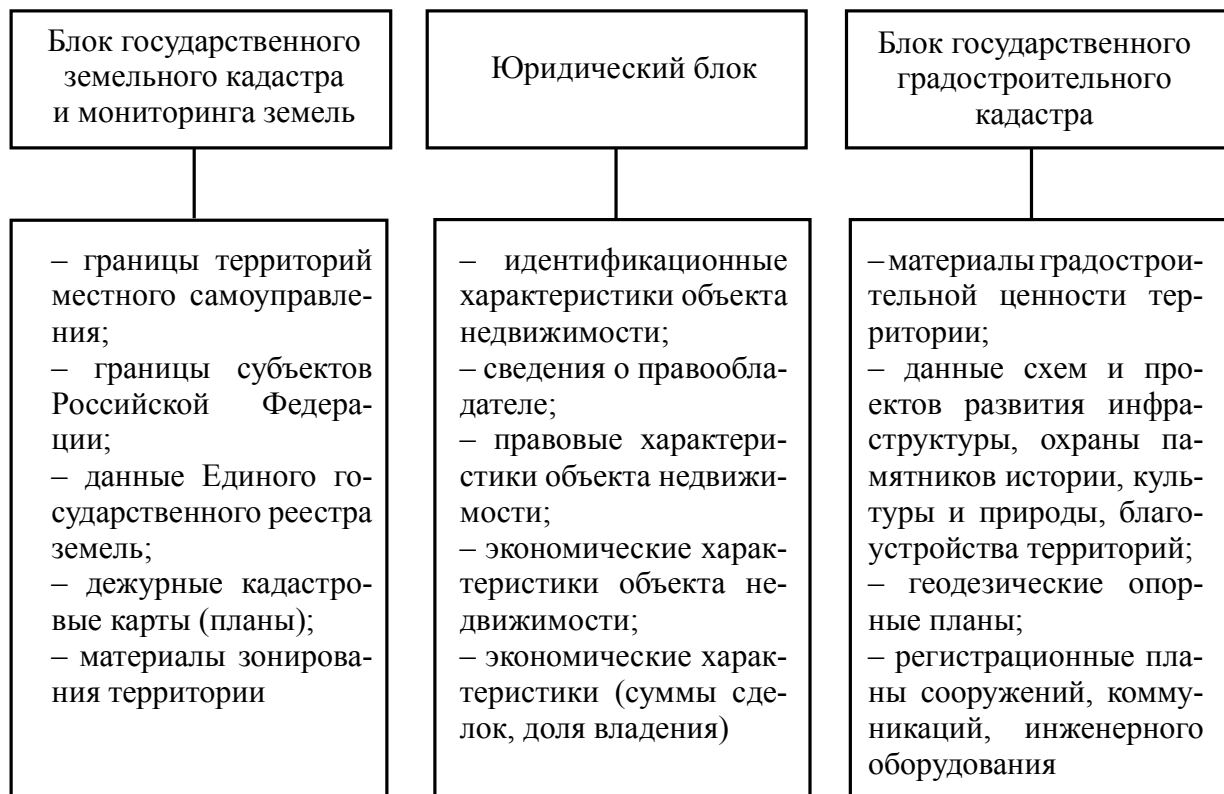 Блок государственного
земельного кадастра
и мониторинга земель
Юридический блок
Блок государственного
градостроительного
кадастра
– границы территорий
местного самоуправле-
ния;
– границы субъектов
Российской Федера-
ции;
– данные Единого го-
сударственного реестра
земель;
– дежурные кадастро-
вые карты (планы);
– материалы зонирова-
ния территории
– идентификационные
характеристики объекта
недвижимости;
– сведения о правообла-
дателе;
– правовые характери-
стики объекта недвижи-
мости;
– экономические харак-
теристики объекта не-
движимости;
– экономические харак-
теристики (суммы сде-
лок, доля владения)
– материалы градострои-
тельной ценности тер-
ритории;
– данные схем и про-
ектов развития инфра-
структуры, охраны па-
мятников истории, куль-
туры и природы, благо-
устройства территорий;
– геодезические опор-
ные планы;
– регистрационные пла-
ны сооружений, комму-
никаций, инженерного
оборудования